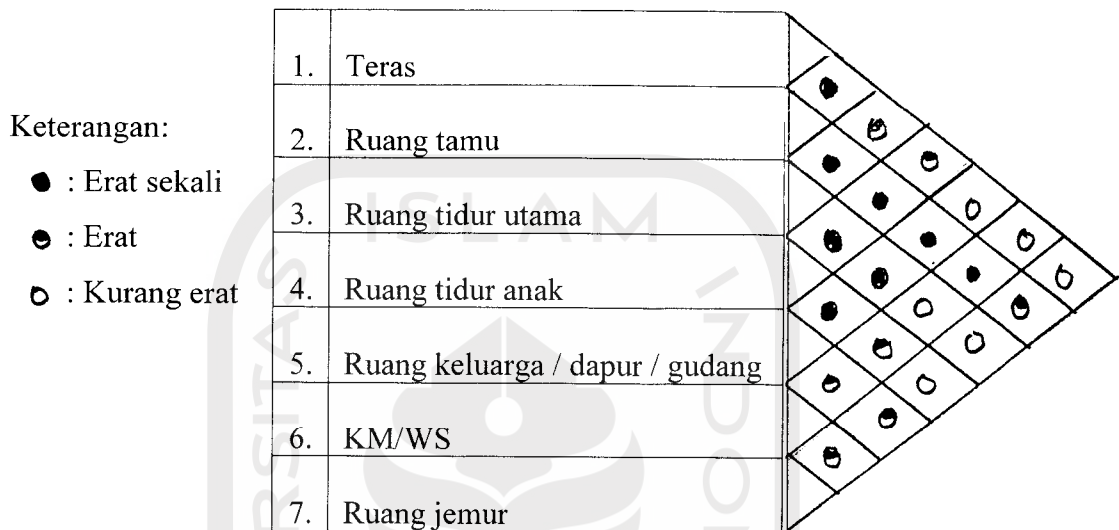 1. Teras
Keterangan:
2. Ruang tamu
: Erat sekali
3. Ruang tidur utama
: Erat
: Kurang erat
4. Ruang tidur anak
5. Ruang keluarga / dapur / gudang
6. KM/WS
7. Ruang jemur
ISLAM